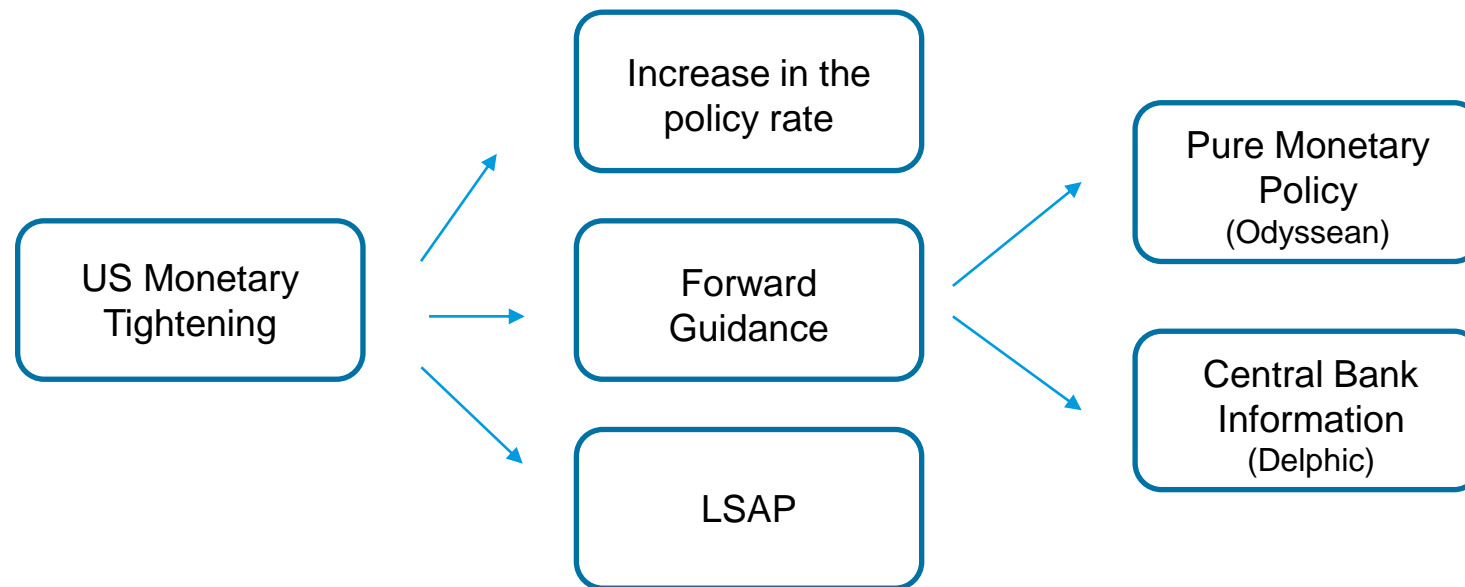 US Monetary
Tightening
Increase in the
policy rate
Forward
Guidance
LSAP
Pure Monetary
Policy
(Odyssean)
Central Bank
Information
(Delphic)